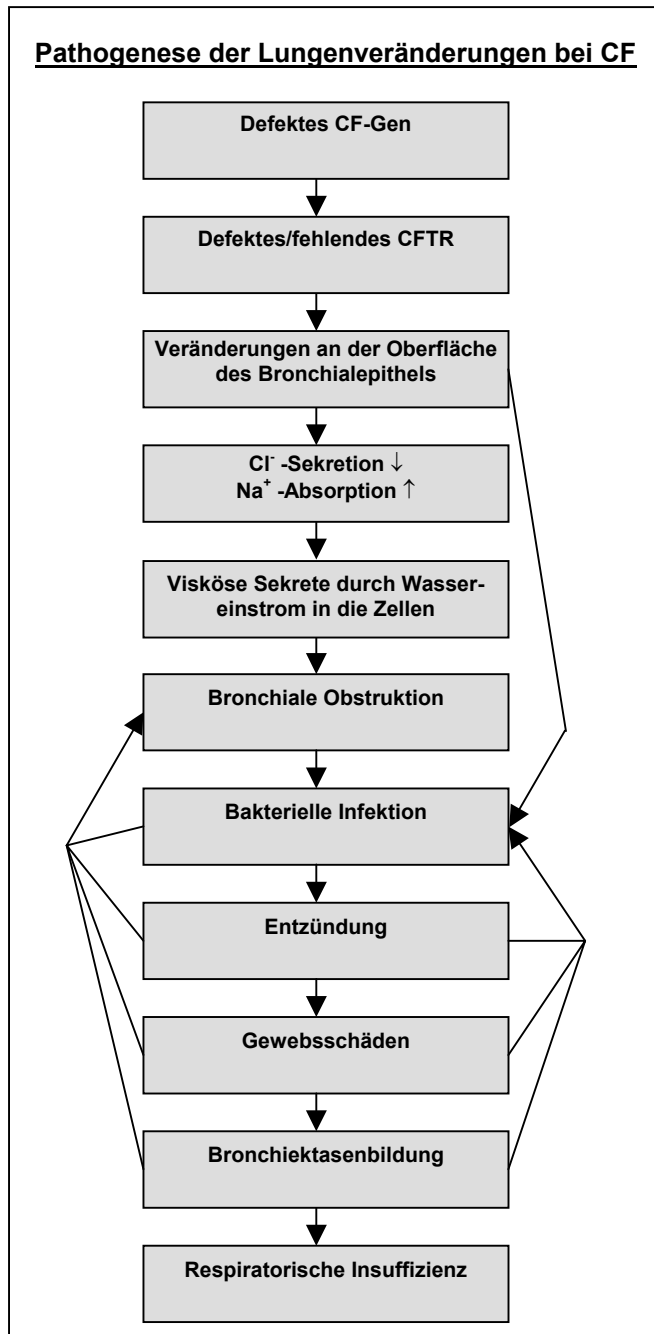 Pathogenese der Lungenveränderungen bei CF
Defektes CF-Gen
Defektes/fehlendes CFTR
Veränderungen an der Oberfläche
des Bronchialepithels
Cl⁻ -Sekretion ↓
Na⁺ -Absorption ↑
Visköse Sekrete durch Wasser-
einstrom in die Zellen
Bronchiale Obstruktion
Bakterielle Infektion
Entzündung
Gewebsschäden
Bronchiektasenbildung
Respiratorische Insuffizienz